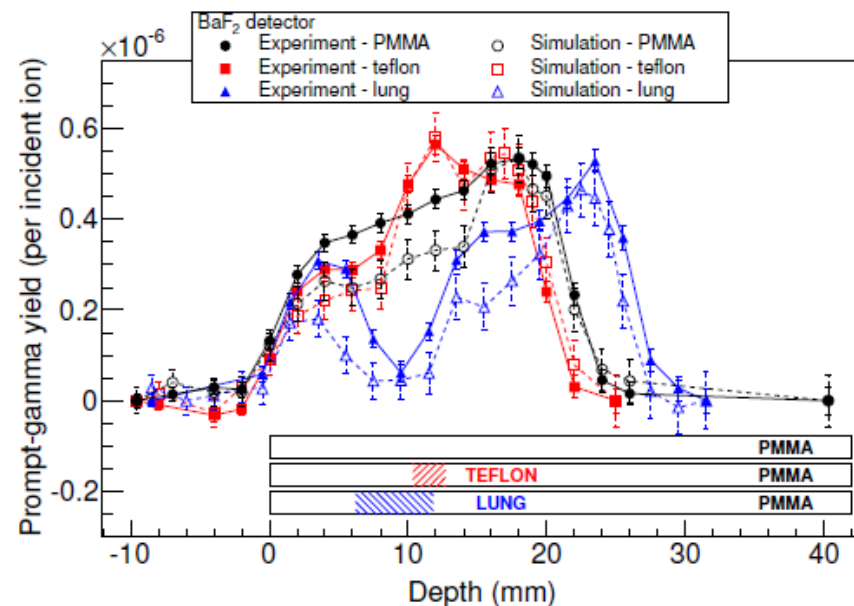 BaF2 detector
Experiment - PMMA
Simulation - PMMA
Experiment - teflon
Simulation - teflon
Experiment - lung
Simulation - lung
×10-6
Prompt-gamma yield (per incident ion)
0.6
0.4
0.2
0
-0.2
PMMA
TEFLON PMMA
LUNG PMMA
-10 0 10 20 30 40
Depth (mm)